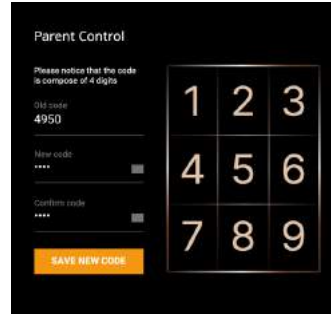 Parent Control
Please notice that the code
is compose of 4 digits
Old code
4950
New code
••••
Confirm code
••••
SAVE NEW CODE
1 2 3
4 5 6
7 8 9